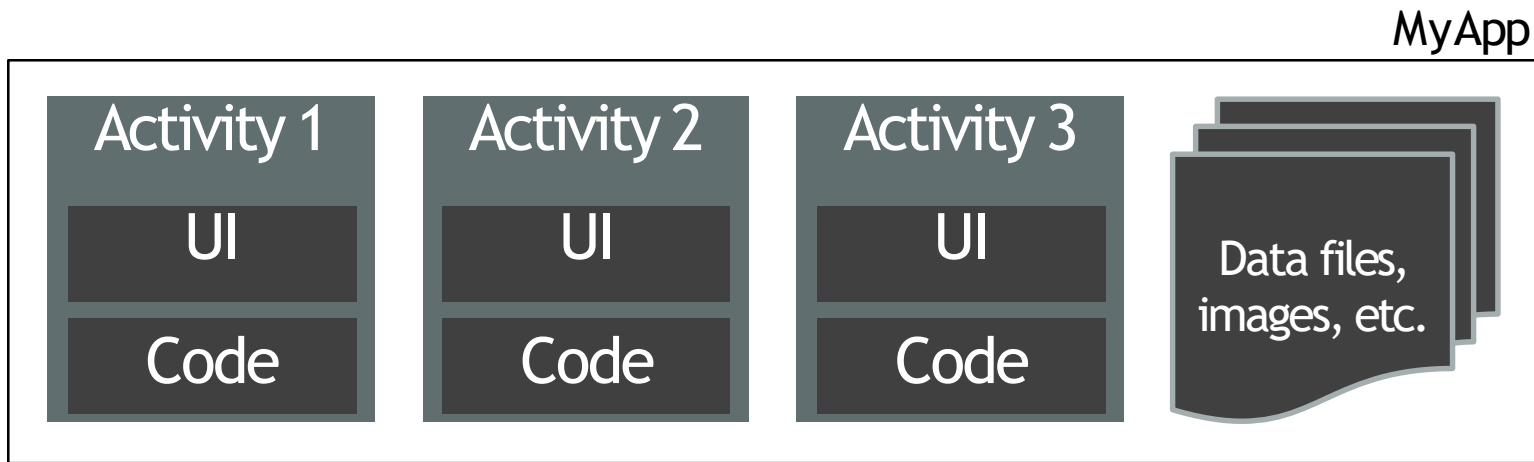 MyApp
Activity 1
UI
Code
Activity 2
UI
Code
Activity 3
UI
Code
Data files,
images, etc.